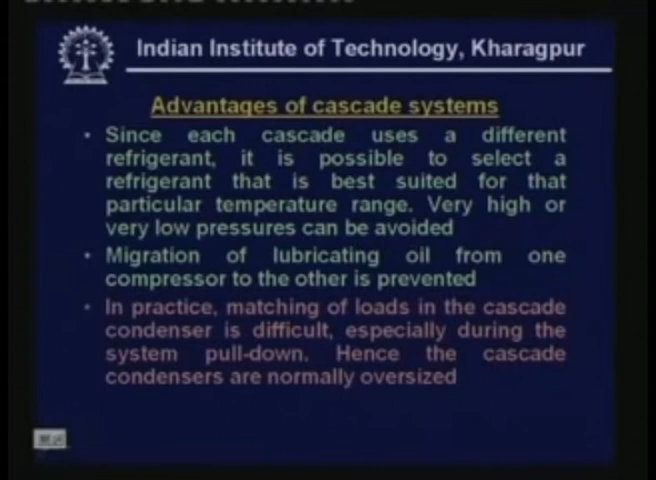 Indian Institute of Technology, Kharagpur
Advantages of cascade systems
• Since each cascade uses a different
refrigerant, it is possible to select a
refrigerant that is best suited for that
particular temperature range. Very high or
very low pressures can be avoided
• Migration of lubricating oil from one
compressor to the other is prevented
• In practice, matching of loads in the cascade
condenser is difficult, especially during the
system pull-down. Hence the cascade
condensers are normally oversized